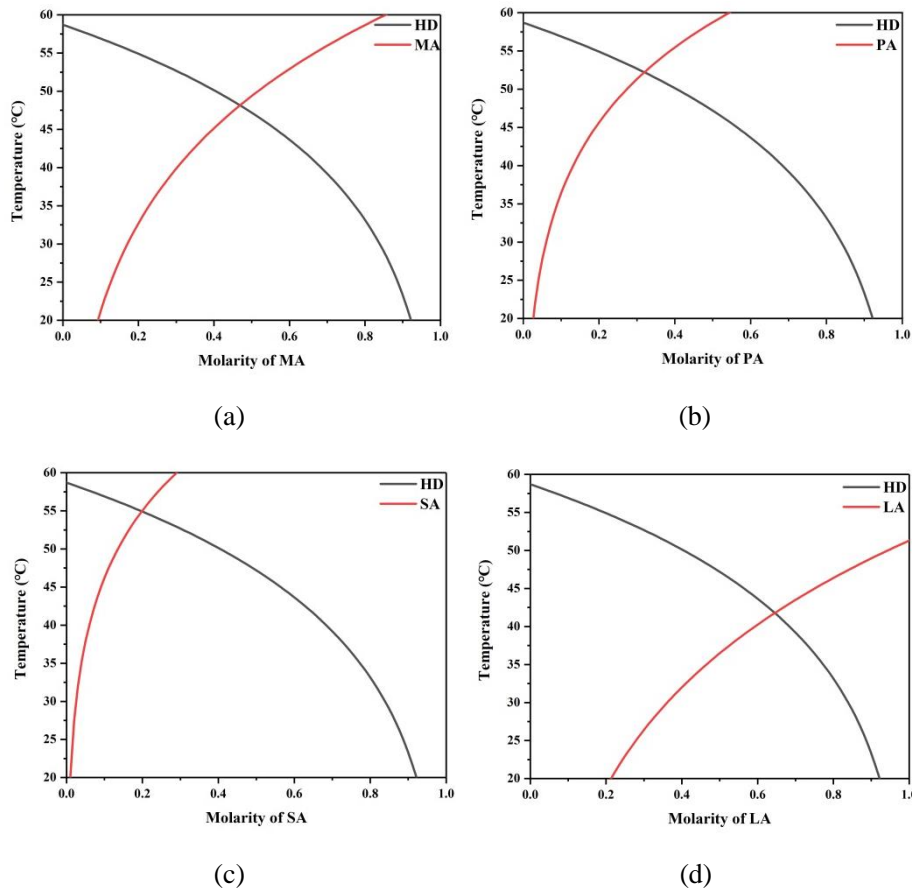 60
55
50
45
40
35
30
25
20
Temperature (°C)
HD
MA
0.0 0.2 0.4 0.6 0.8 1.0
Molarity of MA
(a)
60
55
50
45
40
35
30
25
20
Temperature (°C)
HD
PA
0.0 0.2 0.4 0.6 0.8 1.0
Molarity of PA
(b)
60
55
50
45
40
35
30
25
20
Temperature (°C)
HD
SA
0.0 0.2 0.4 0.6 0.8 1.0
Molarity of SA
(c)
60
55
50
45
40
35
30
25
20
Temperature (°C)
HD
LA
0.0 0.2 0.4 0.6 0.8 1.0
Molarity of LA
(d)